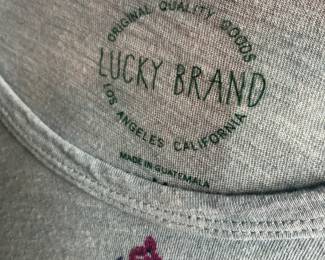 ORIGINAL QUALITY GOODS
LUCKY BRAND
LOS ANGELES CALIFORNIA
MADE IN GUATEMALA